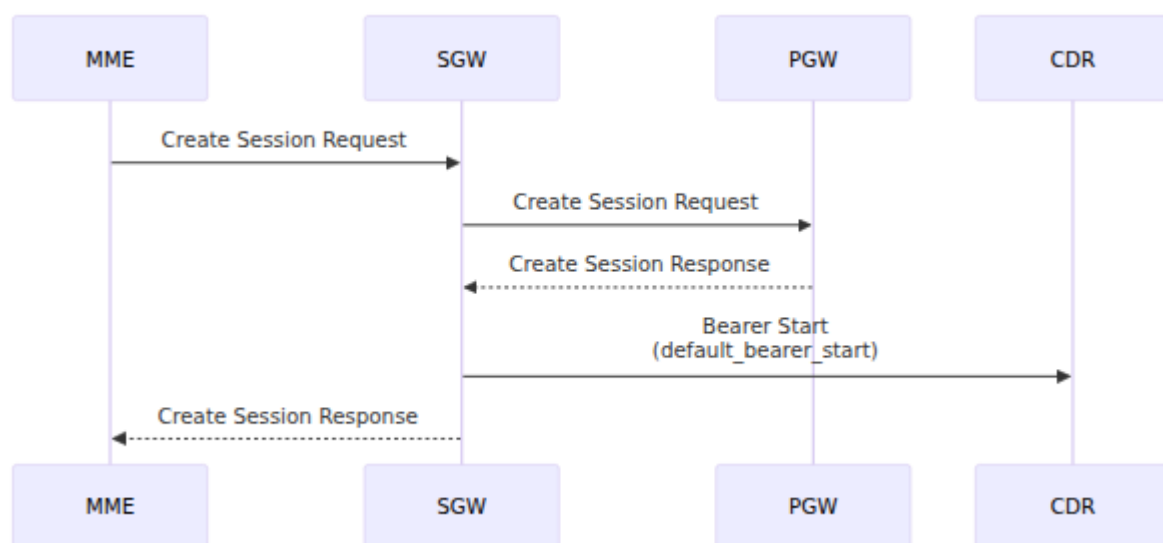 MME
SGW
PGW
CDR
Create Session Request
Create Session Request
Create Session Response
Bearer Start
(default_bearer_start)
Create Session Response
MME
SGW
PGW
CDR